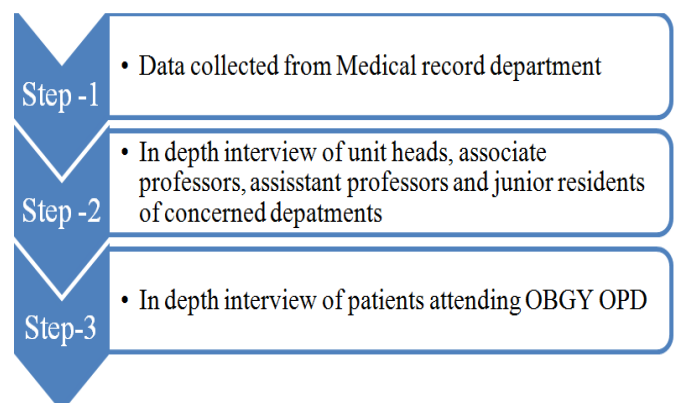 Step -1
• Data collected from Medical record department
Step -2
• In depth interview of unit heads, associate
professors, assisstant professors and junior residents
of concerned depatments
Step-3
• In depth interview of patients attending OBGY OPD